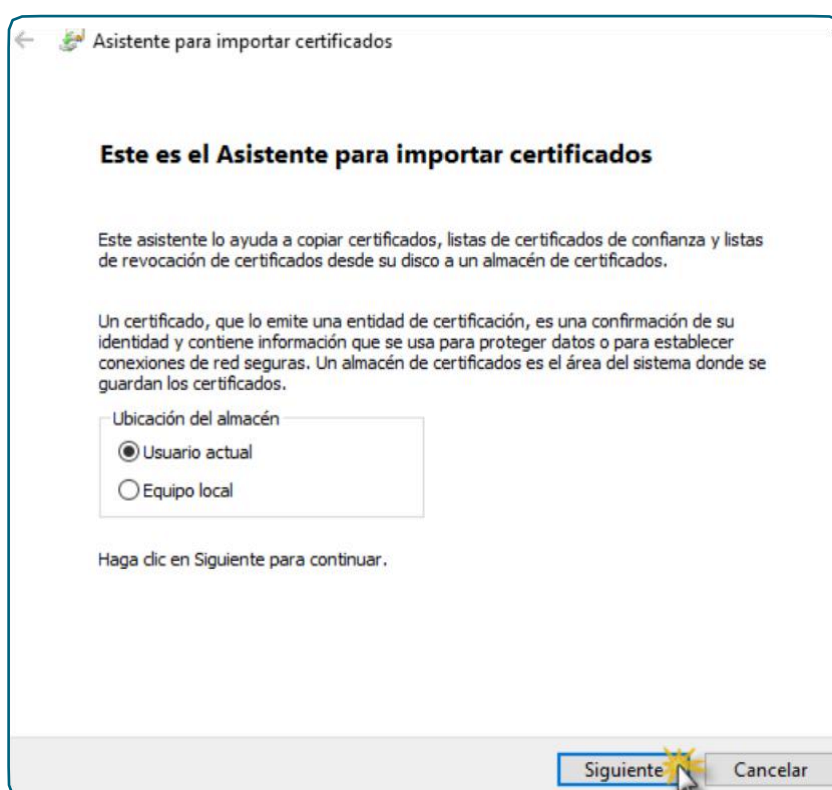 Asistente para importar certificados
Este es el Asistente para importar certificados
Este asistente lo ayuda a copiar certificados, listas de certificados de confianza y listas
de revocación de certificados desde su disco a un almacén de certificados.
Un certificado, que lo emite una entidad de certificación, es una confirmación de su
identidad y contiene información que se usa para proteger datos o para establecer
conexiones de red seguras. Un almacén de certificados es el área del sistema donde se
guardan los certificados.
Ubicación del almacén
Usuario actual
Equipo local
Haga clic en Siguiente para continuar.
Siguiente
Cancelar